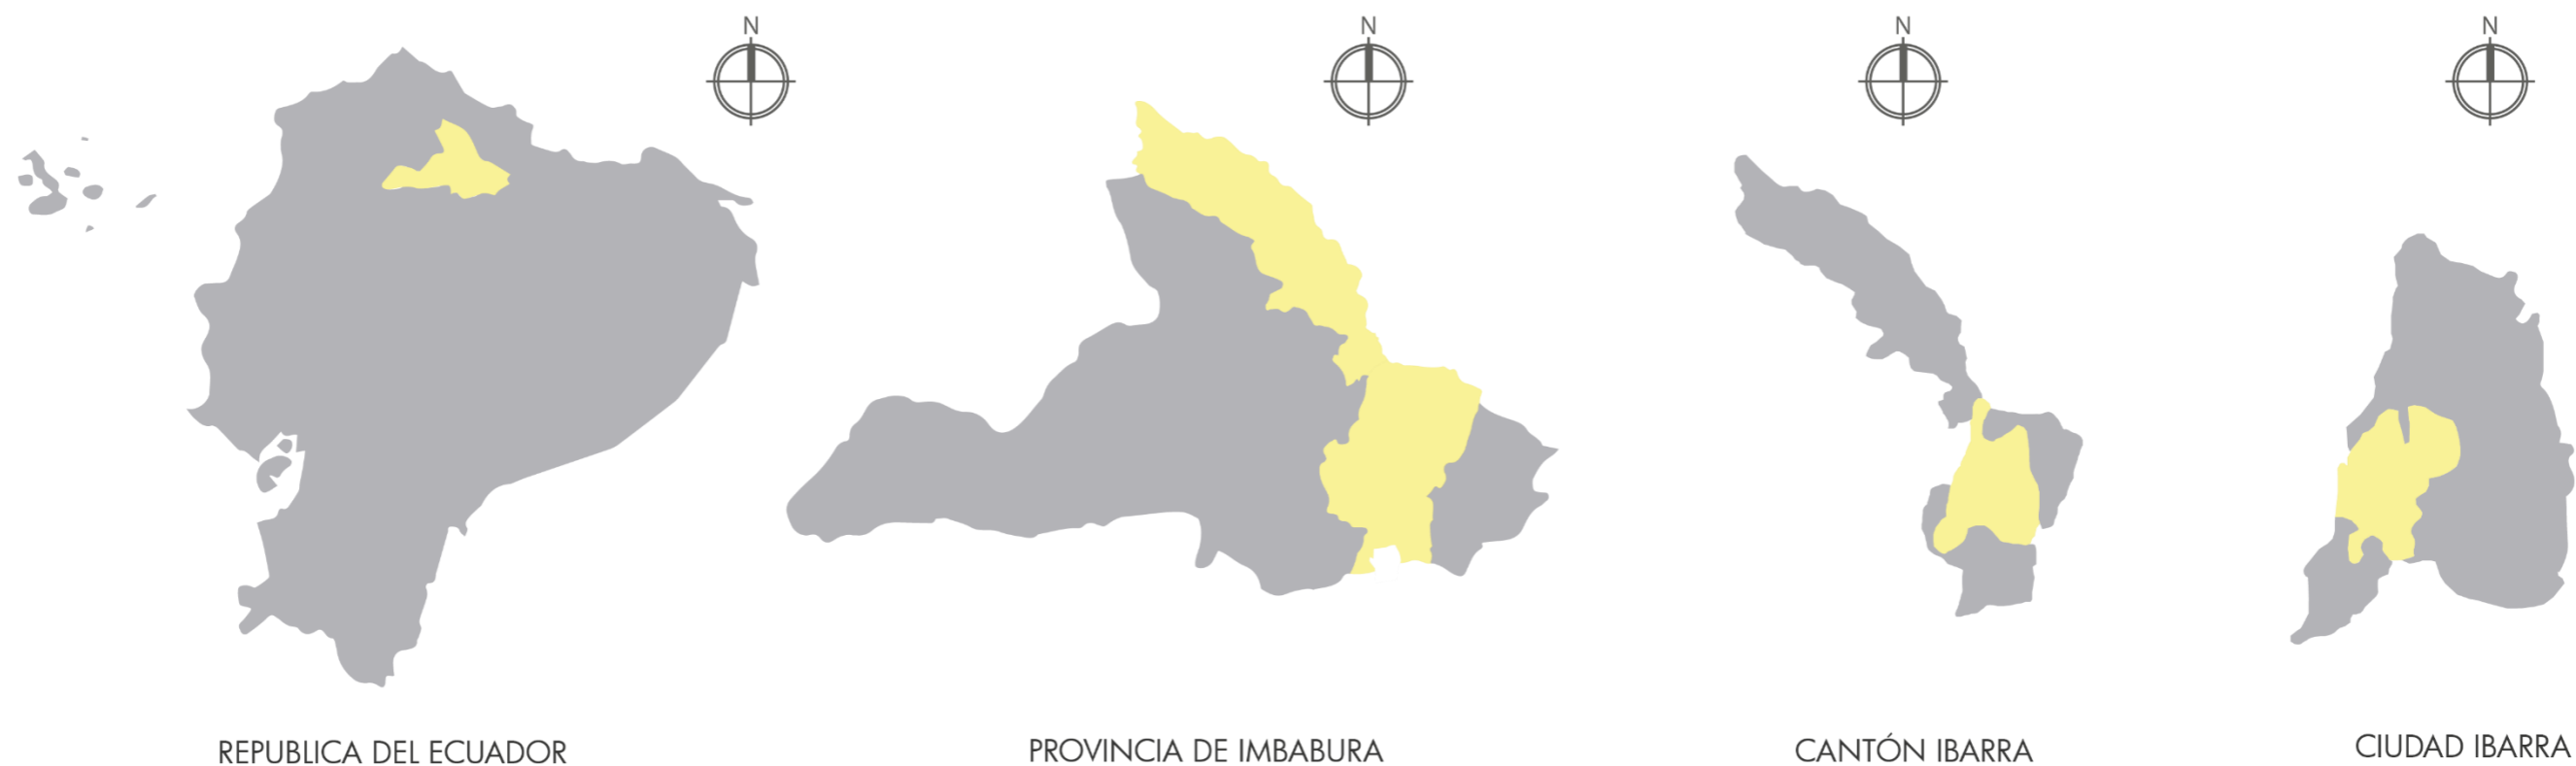 N
N
N
N
REPUBLICA DEL ECUADOR
PROVINCIA DE IMBABURA
CANTÓN IBARRA
CIUDAD IBARRA